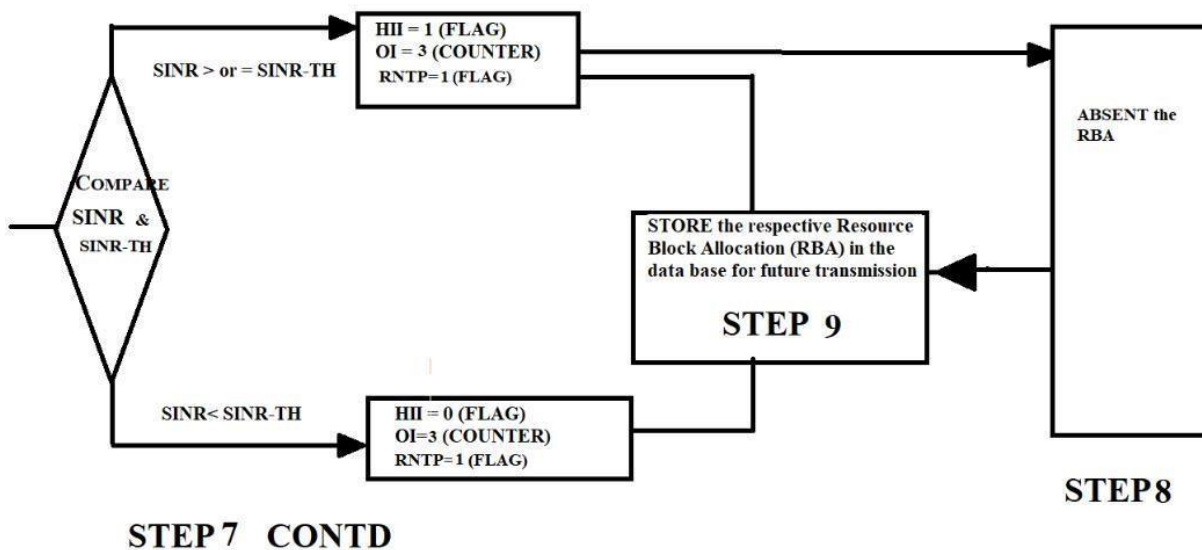 HII = 1 (FLAG)
OI = 3 (COUNTER)
RNTP=1 (FLAG)
SINR > or = SINR-TH
ABSENT the
RBA
COMPARE
SINR &
SINR-TH
STORE the respective Resource
Block Allocation (RBA) in the
data base for future transmission
STEP 9
SINR< SINR-TH
HII = 0 (FLAG)
OI=3 (COUNTER)
RNTP=1 (FLAG)
STEP 8
STEP 7 CONTD